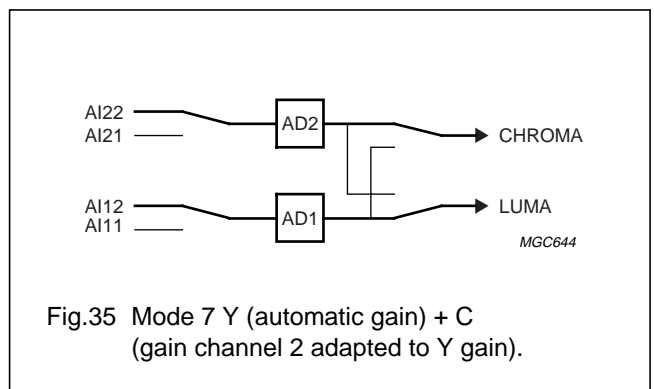 AI22
AI21
AD2
CHROMA
AI12
AI11
AD1
LUMA
MGC644
Fig.35 Mode 7 Y (automatic gain) + C
(gain channel 2 adapted to Y gain).